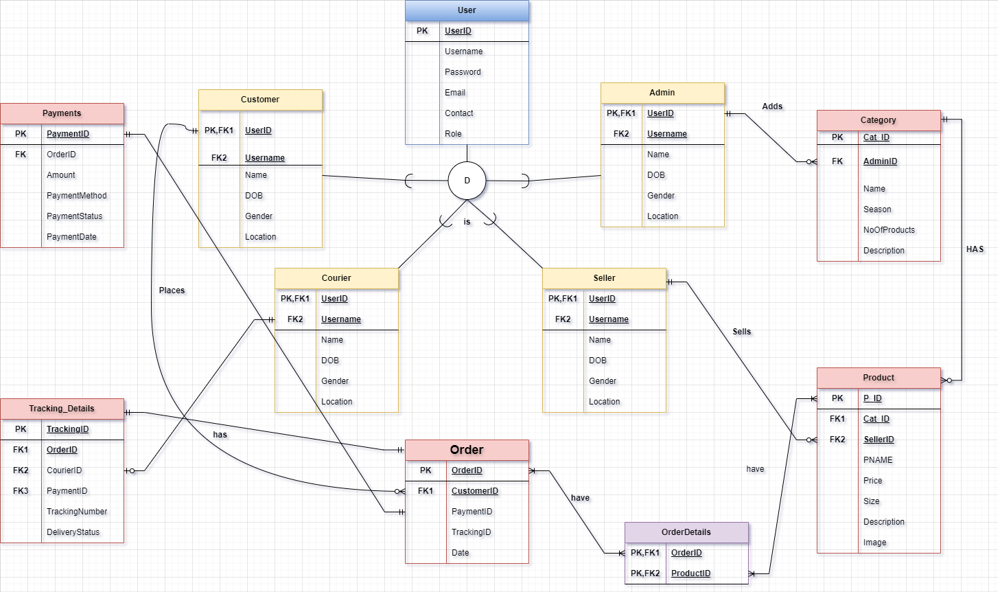 User
PK UserID
Username
Password
Email
Contact
Role
Customer
PK,FK1 UserID
FK2 Username
Name
DOB
Gender
Location
Admin
PK,FK1 UserID
FK2 Username
Name
DOB
Gender
Location
Adds
Payments
PK PaymentID
FK OrderID
Amount
PaymentMethod
PaymentStatus
PaymentDate
Category
PK Cat_ID
FK AdminID
Name
Season
NoOfProducts
Description
D
is
HAS
Places
Courier
PK,FK1 UserID
FK2 Username
Name
DOB
Gender
Location
Seller
PK,FK1 UserID
FK2 Username
Name
DOB
Gender
Location
Sells
Product
PK P_ID
FK1 Cat_ID
FK2 SellerID
PNAME
Price
Size
Description
Image
Tracking_Details
PK TrackingID
FK1 OrderID
FK2 CourierID
FK3 PaymentID
TrackingNumber
DeliveryStatus
has
Order
PK OrderID
FK1 CustomerID
PaymentID
TrackingID
Date
have
have
OrderDetails
PK,FK1 OrderID
PK,FK2 ProductID